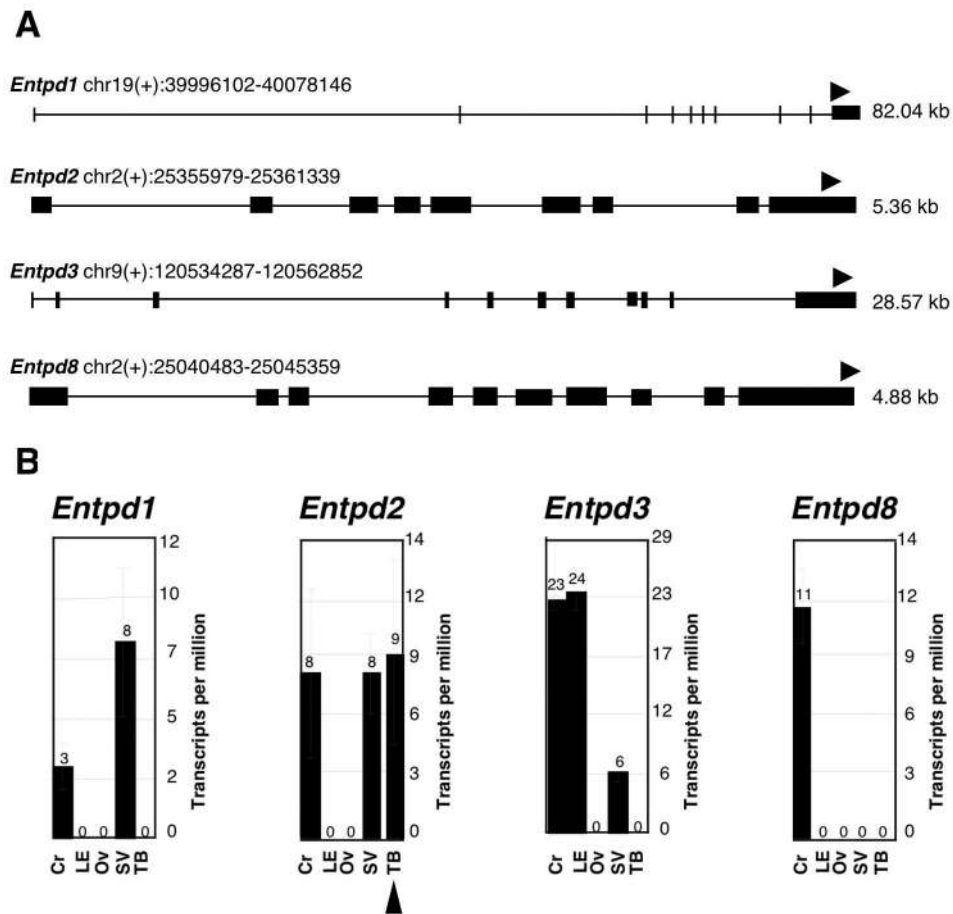 A
Entpd1 chr19(+):39996102-40078146
82.04 kb
Entpd2 chr2(+):25355979-25361339
5.36 kb
Entpd3 chr9(+):120534287-120562852
28.57 kb
Entpd8 chr2(+):25040483-25045359
4.88 kb
B
Entpd1
12
10
7
5
2
0
Transcripts per million
3
0
0
8
0
Cr
LE
Ov
SV
TB
Entpd2
14
12
9
6
3
0
Transcripts per million
8
0
0
8
9
Cr
LE
Ov
SV
TB
Entpd3
29
23
17
12
6
0
Transcripts per million
23
24
0
6
0
Cr
LE
Ov
SV
TB
Entpd8
14
12
9
6
3
0
Transcripts per million
11
0
0
0
0
Cr
LE
Ov
SV
TB